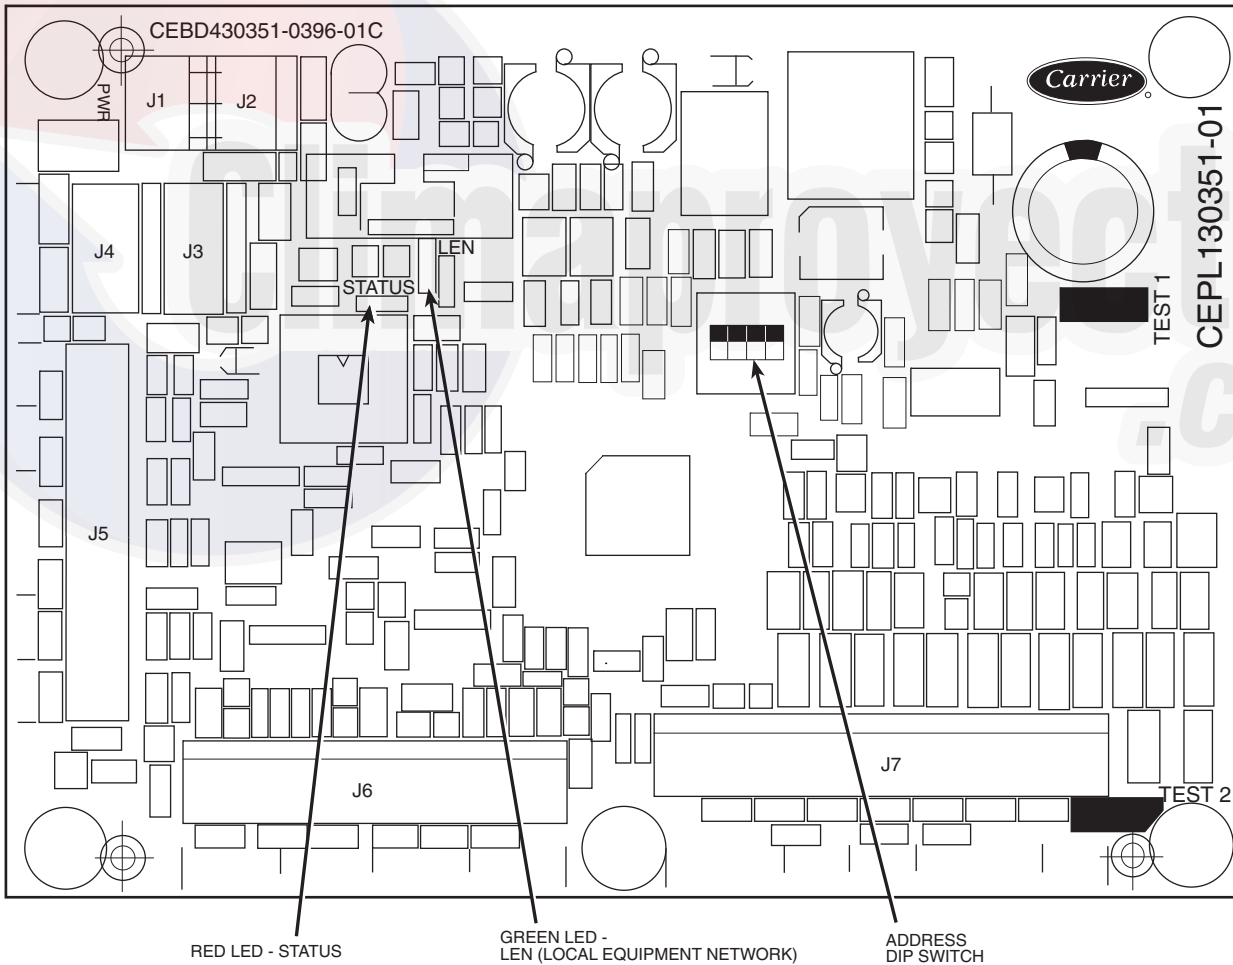 CEBD430351-0396-01C
Carrier
PWR
J1
J2
CEPL130351-01
Climaproyect
.c
J4
J3
LEN
STATUS
TEST 1
J5
J7
J6
TEST 2
RED LED - STATUS
GREEN LED -
LEN (LOCAL EQUIPMENT NETWORK)
ADDRESS
DIP SWITCH